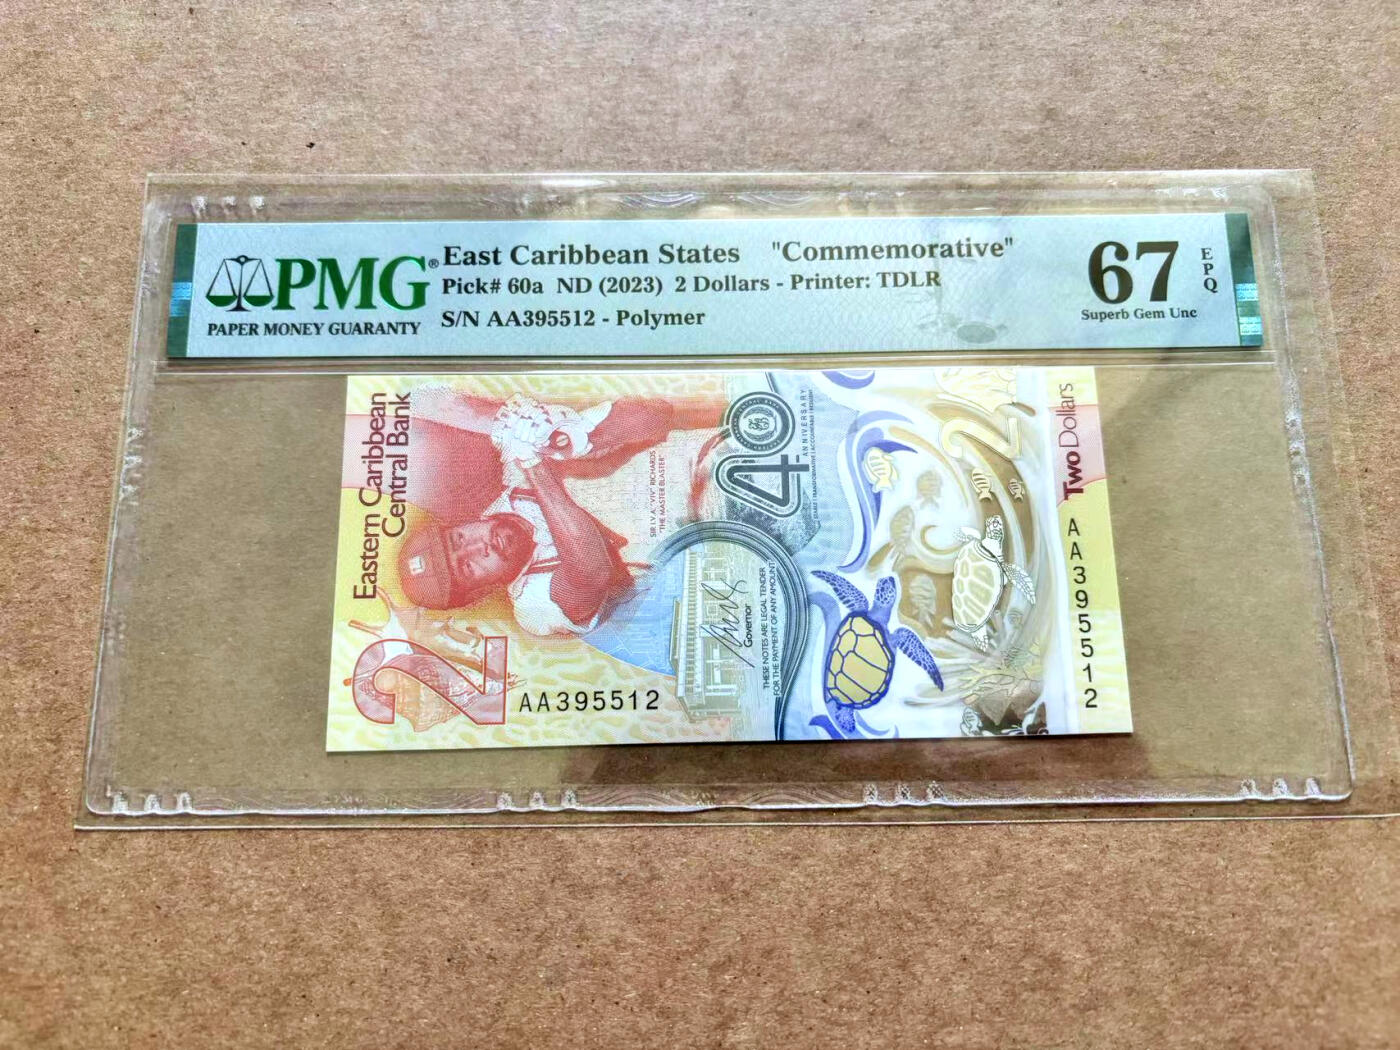 PMG®
PAPER MONEY GUARANTY
East Caribbean States "Commemorative"
Pick# 60a ND (2023) 2 Dollars - Printer: TDLR
S/N AA395512 - Polymer
67
EPQ
Superb Gem Unc
Eastern Caribbean
Central Bank
SIR I.V.A. "VIV" RICHARDS
"THE MASTER BLASTER"
40
ANNIVERSARY
2
Two Dollars
AA395512
Governor
THESE NOTES ARE LEGAL TENDER
FOR THE PAYMENT OF ANY AMOUNT
2
AA395512